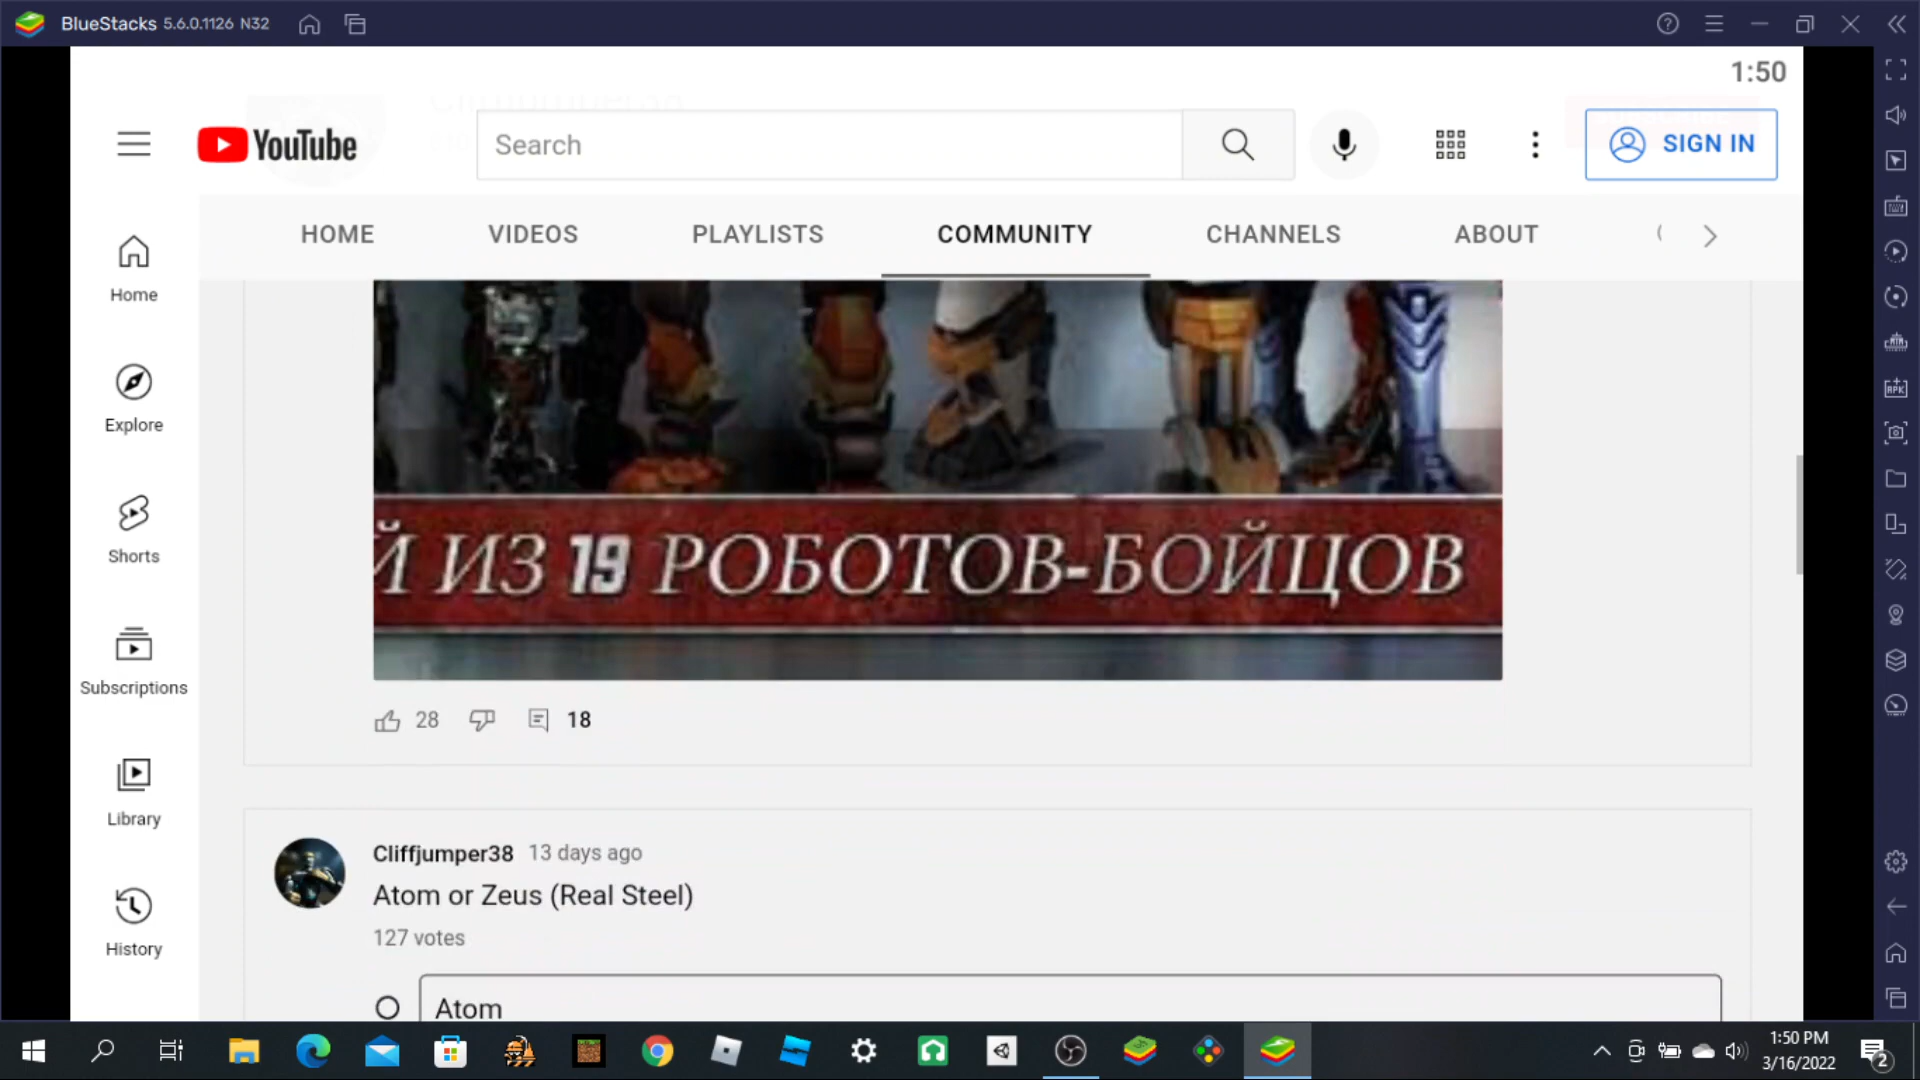 BlueStacks 5.6.0.1126 N32
1:50
YouTube
Search
SIGN IN
HOME
VIDEOS
PLAYLISTS
COMMUNITY
CHANNELS
ABOUT
Home
Explore
Shorts
Subscriptions
Library
History
Й ИЗ 19 РОБОТОВ-БОЙЦОВ
28
18
Cliffjumper38 13 days ago
Atom or Zeus (Real Steel)
127 votes
Atom
1:50 PM
3/16/2022
2